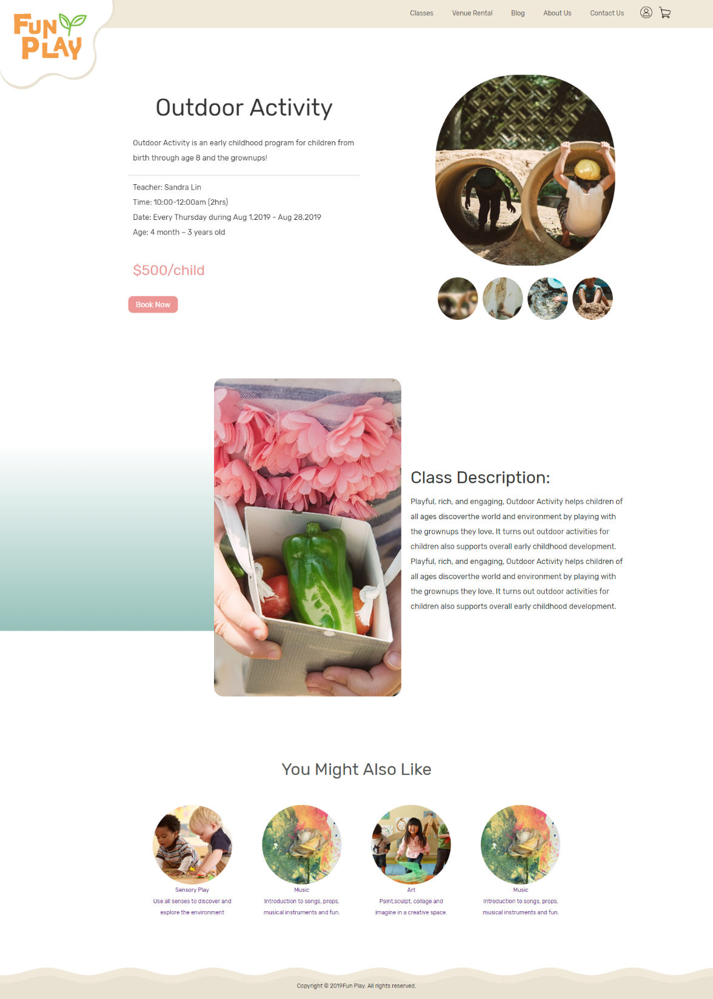 FUN
PLAY
Classes Venue Rental Blog About Us Contact Us
Outdoor Activity
Outdoor Activity is an early childhood program for children from
birth through age 8 and the grownups!
Teacher: Sandra Lin
Time: 10:00-12:00am (2hrs)
Date: Every Thursday during Aug 1,2019 - Aug 28,2019
Age: 4 month ~ 3 years old
$500/child
Book Now
Class Description:
Playful, rich, and engaging, Outdoor Activity helps children of
all ages discoverthe world and environment by playing with
the grownups they love. It turns out outdoor activities for
children also supports overall early childhood development.
Playful, rich, and engaging, Outdoor Activity helps children of
all ages discoverthe world and environment by playing with
the grownups they love. It turns out outdoor activities for
children also supports overall early childhood development.
You Might Also Like
Sensory Play
Use all senses to discover and
explore the environment
Music
Introduction to songs, props,
musical instruments and fun.
Art
Paint,sculpt, collage and
imagine in a creative space.
Music
Introduction to songs, props,
musical instruments and fun.
Copyright © 2019Fun Play. All rights reserved.